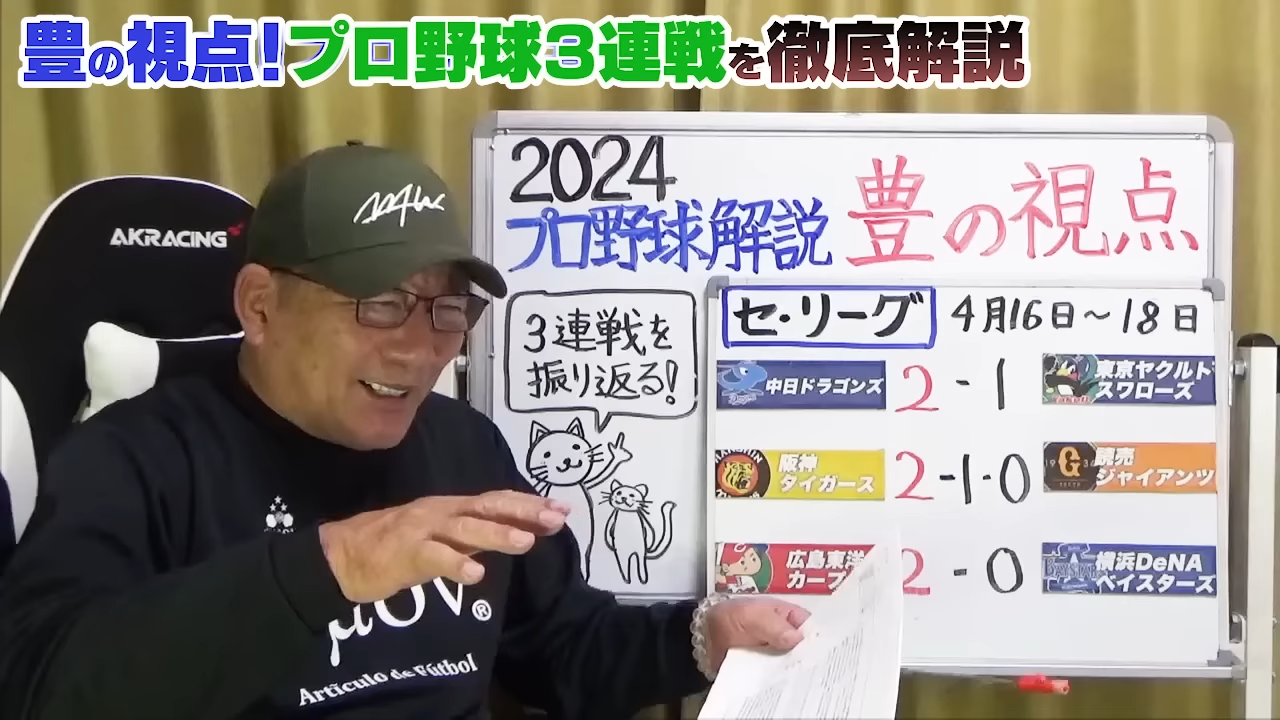 豊の視点!プロ野球3連戦を徹底解説
2024
プロ野球解説 豊の視点
AKRACING
3連戦を
振り返る!
セ・リーグ 4月16日〜18日
中日ドラゴンズ 2-1 東京ヤクルト
スワローズ
阪神
タイガース 2-1-0 読売
ジャイアンツ
広島東洋
カープ 2-0 横浜DeNA
ベイスターズ
μOV®
Artículo de Fútbol